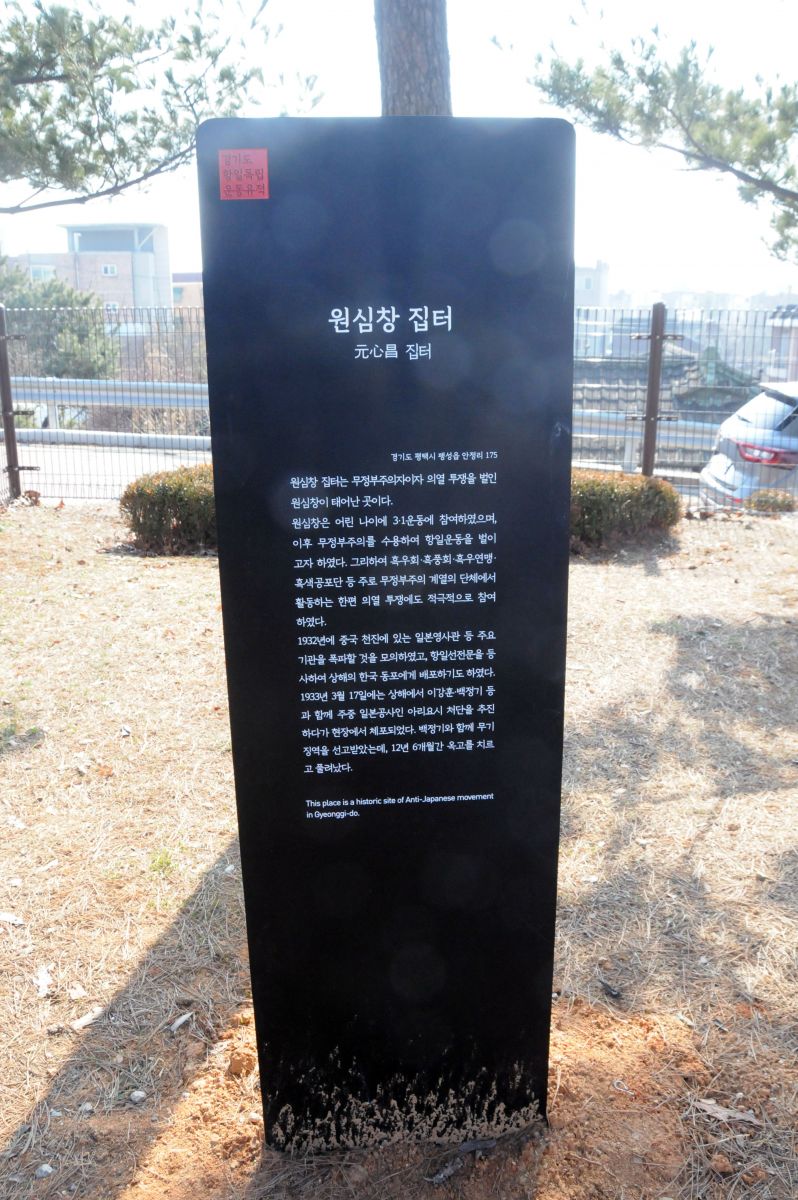 경기도
항일독립
운동유적
원심창 집터
元心昌 집터
경기도 평택시 팽성읍 안정리 175
원심창 집터는 무정부주의자이자 의열 투쟁을 벌인
원심창이 태어난 곳이다.
원심창은 어린 나이에 3·1운동에 참여하였으며,
이후 무정부주의를 수용하여 항일운동을 벌이
고자 하였다. 그리하여 흑우회·흑풍회·흑우연맹·
흑색공포단 등 주로 무정부주의 계열의 단체에서
활동하는 한편 의열 투쟁에도 적극적으로 참여
하였다.
1932년에 중국 천진에 있는 일본영사관 등 주요
기관을 폭파할 것을 모의하였고, 항일선전문을 등
사하여 상해의 한국 동포에게 배포하기도 하였다.
1933년 3월 17일에는 상해에서 이강훈·백정기 등
과 함께 주중 일본공사인 아리요시 처단을 추진
하다가 현장에서 체포되었다. 백정기와 함께 무기
징역을 선고받았는데, 12년 6개월간 옥고를 치르
고 풀려났다.
This place is a historic site of Anti-Japanese movement
in Gyeonggi-do.